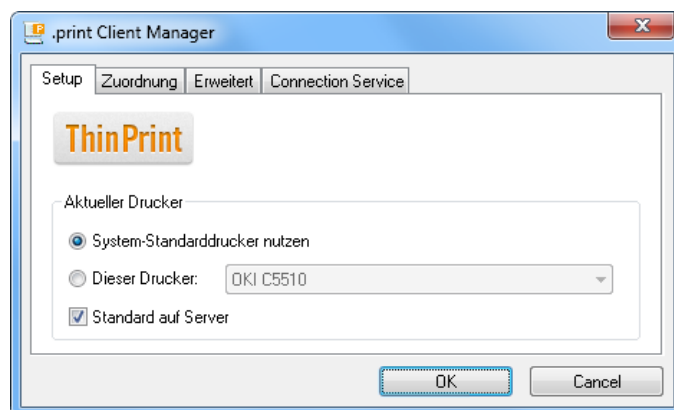 .print Client Manager
Setup Zuordnung Erweitert Connection Service
ThinPrint
Aktueller Drucker
System-Standarddrucker nutzen
Dieser Drucker: OKI C5510
Standard auf Server
OK Cancel